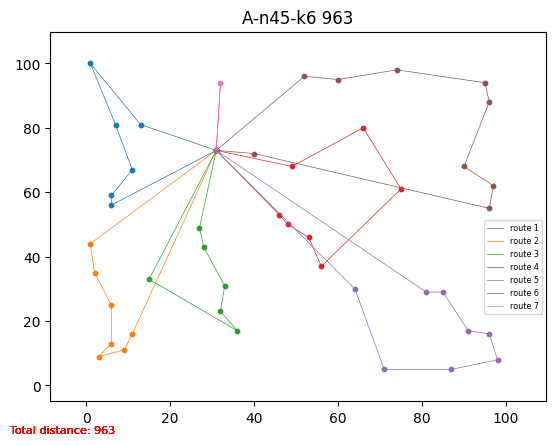 A-n45-k6 963
100
80
60
40
20
0
0 20 40 60 80 100
route 1
route 2
route 3
route 4
route 5
route 6
route 7
Total distance: 963